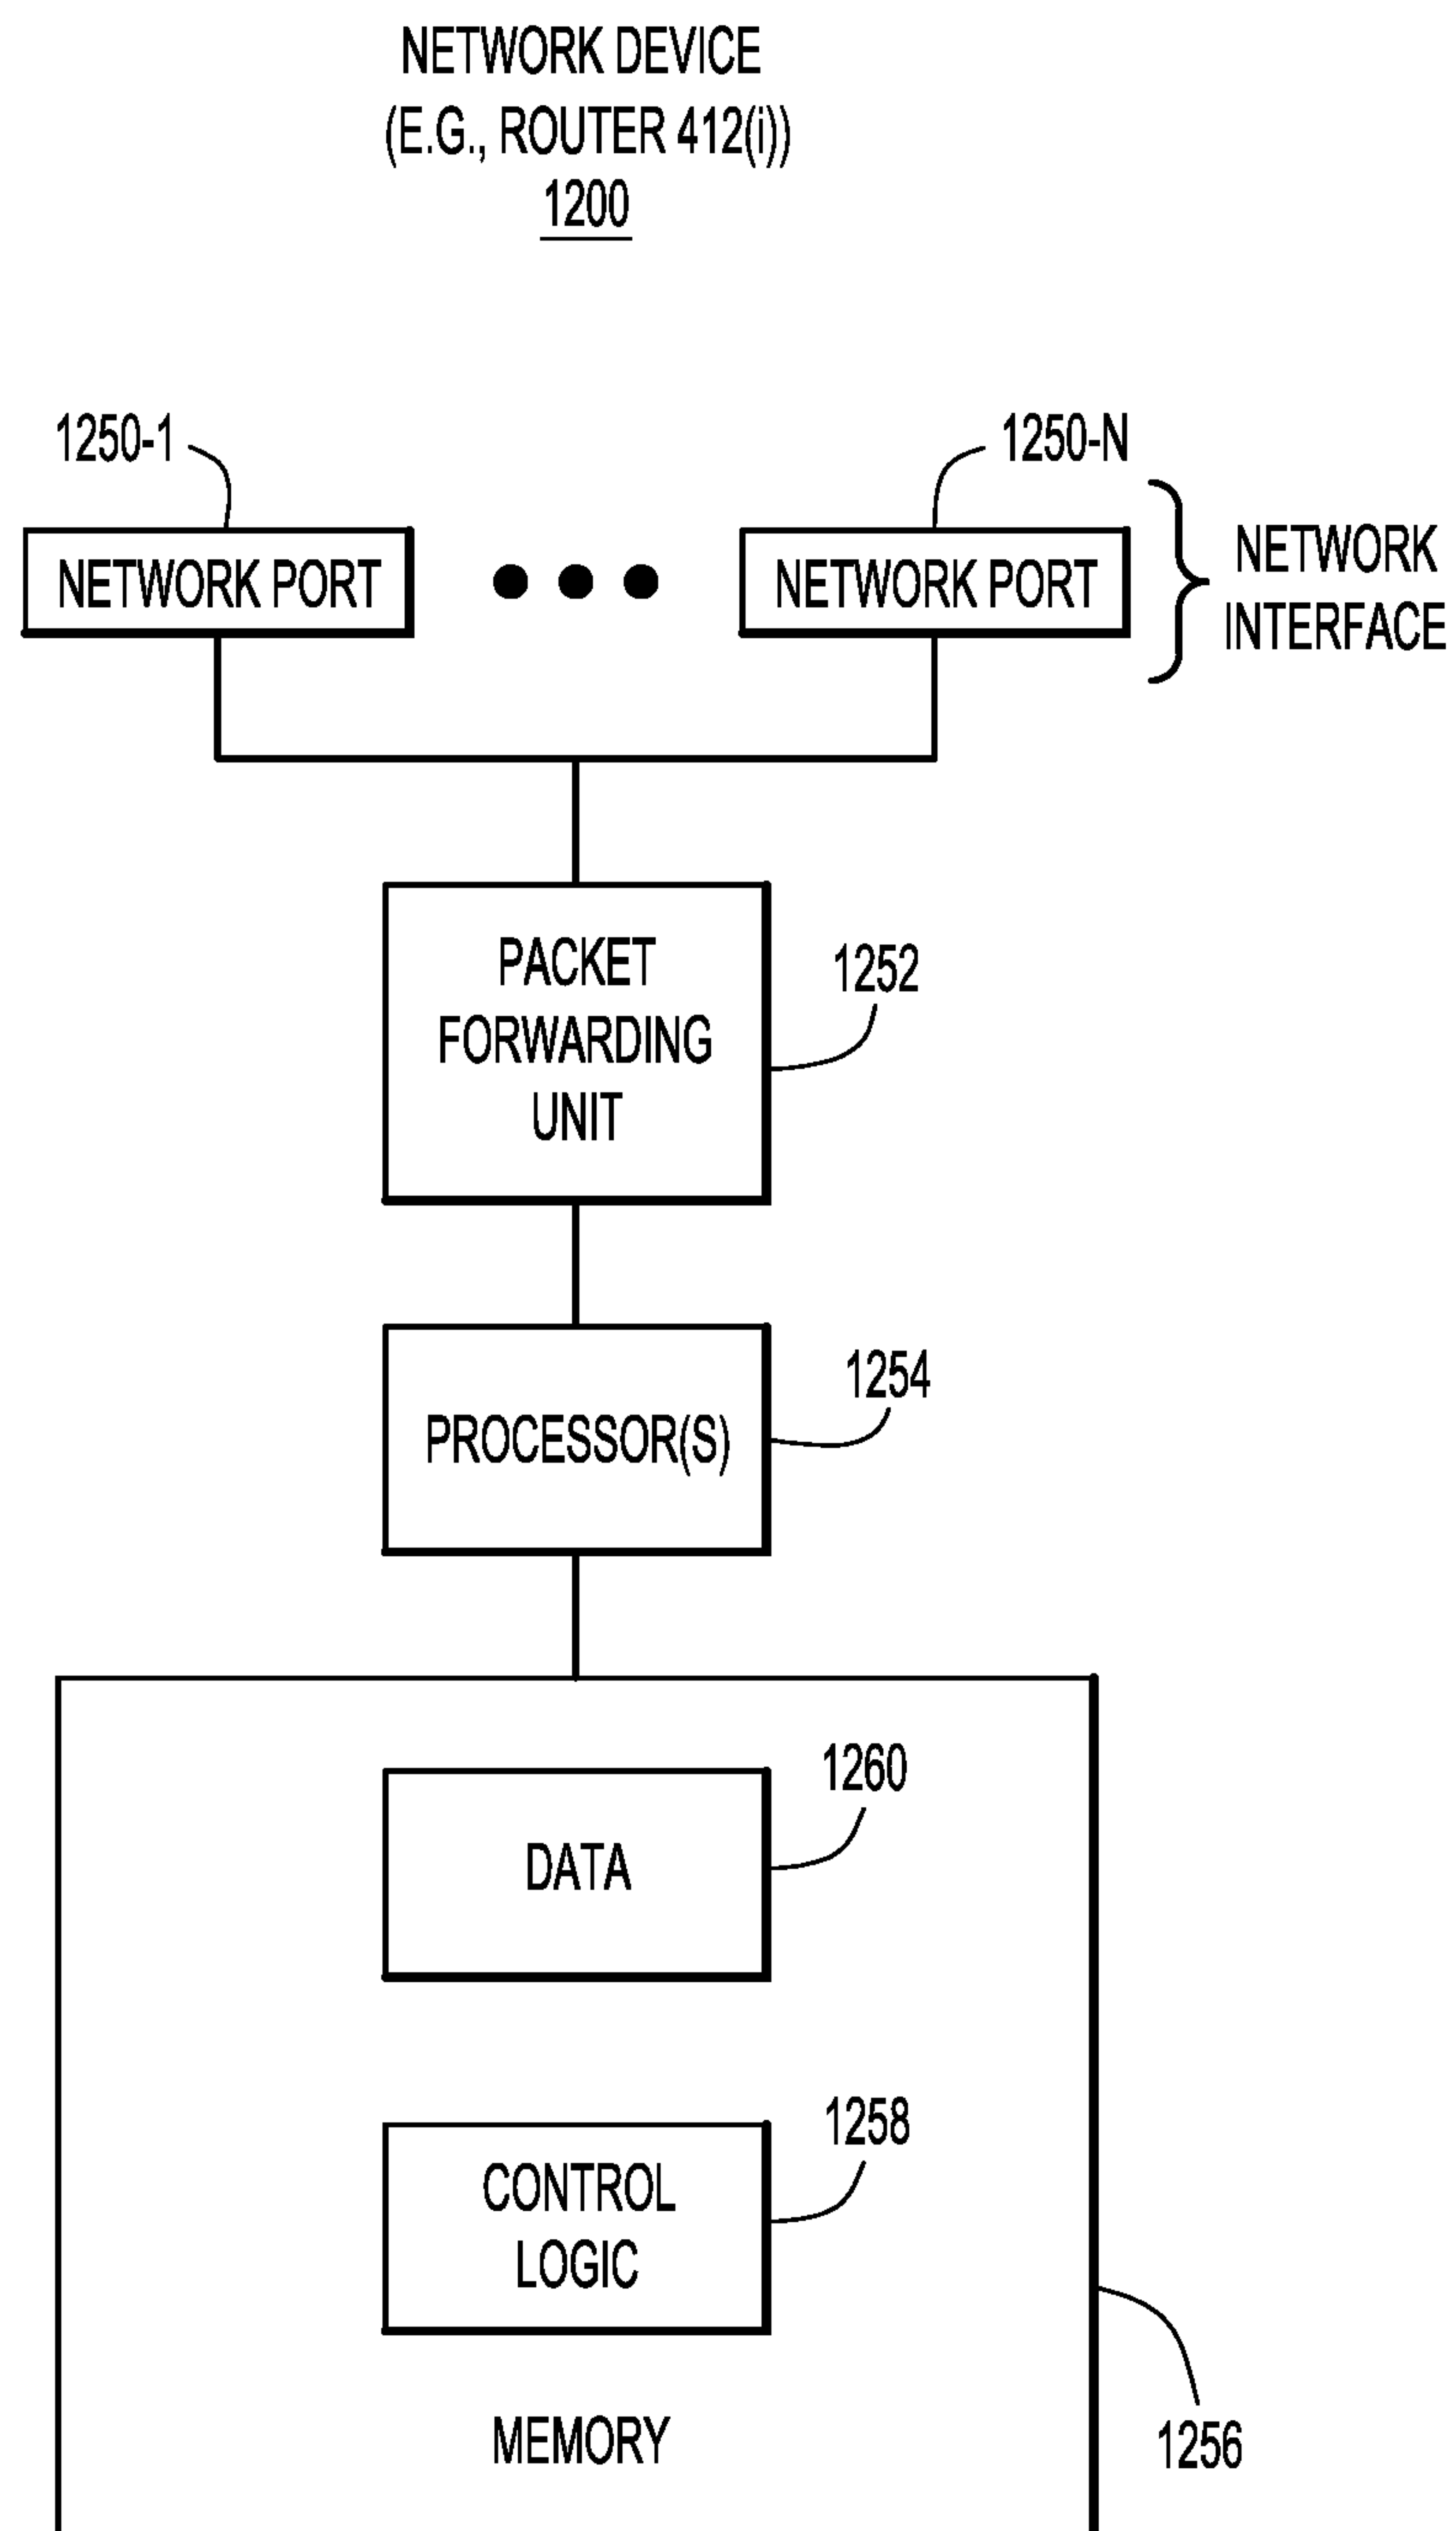 NETWORK DEVICE
(E.G., ROUTER 412(i))
1200
1250-1
1250-N
NETWORK PORT
NETWORK PORT
NETWORK
INTERFACE
PACKET
FORWARDING
UNIT
1252
PROCESSOR(S)
1254
DATA
1260
CONTROL
LOGIC
1258
MEMORY
1256